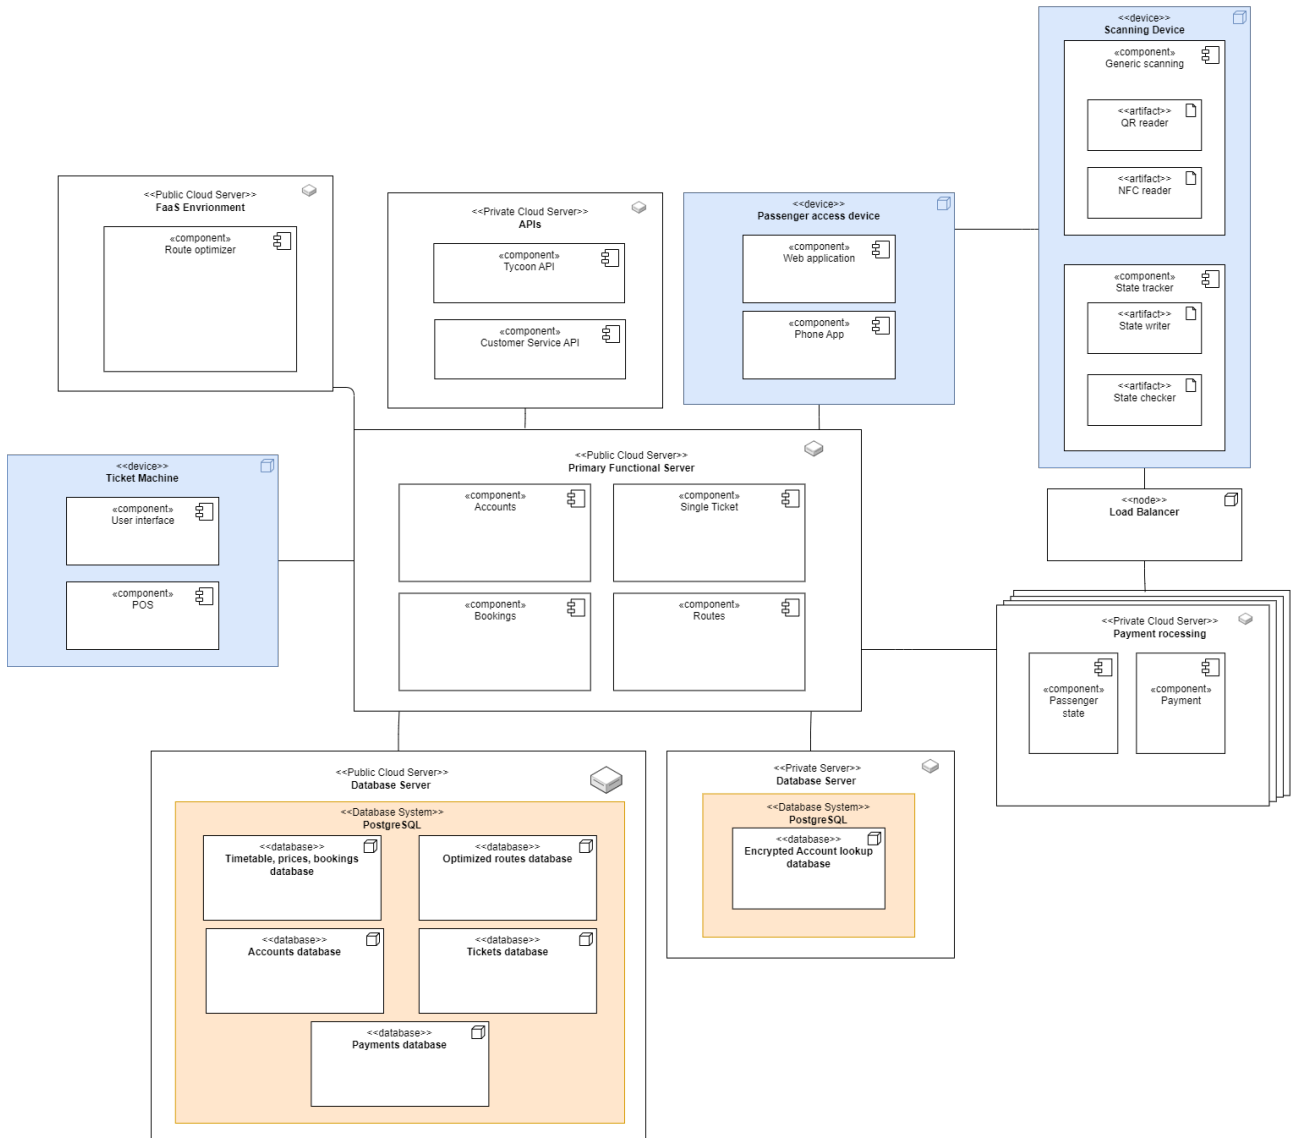 <<device>>
Scanning Device
«component»
Generic scanning
<<artifact>>
QR reader
<<artifact>>
NFC reader
«component»
State tracker
<<artifact>>
State writer
<<artifact>>
State checker
<<Public Cloud Server>>
FaaS Envrionment
«component»
Route optimizer
<<Private Cloud Server>>
APIs
«component»
Tycoon API
«component»
Customer Service API
<<device>>
Passenger access device
«component»
Web application
«component»
Phone App
<<device>>
Ticket Machine
«component»
User interface
«component»
POS
<<Public Cloud Server>>
Primary Functional Server
«component»
Accounts
«component»
Single Ticket
«component»
Bookings
«component»
Routes
<<node>>
Load Balancer
<<Private Cloud Server>>
Payment rocessing
«component»
Passenger
state
«component»
Payment
<<Public Cloud Server>>
Database Server
<<Database System>>
PostgreSQL
<<database>>
Timetable, prices, bookings
database
<<database>>
Optimized routes database
<<database>>
Accounts database
<<database>>
Tickets database
<<database>>
Payments database
<<Private Server>>
Database Server
<<Database System>>
PostgreSQL
<<database>>
Encrypted Account lookup
database